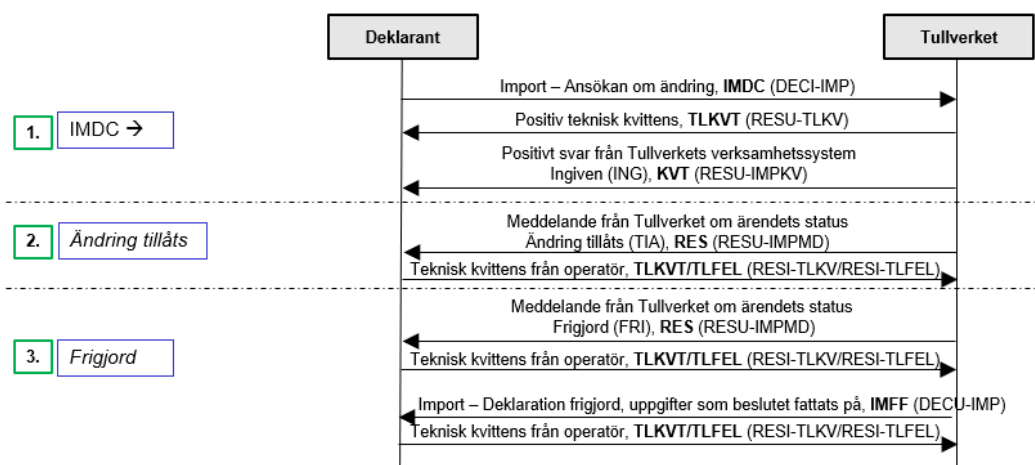 Deklarant
Tullverket
Import – Ansökan om ändring, IMDC (DECI-IMP)
1.
IMDC →
Positiv teknisk kvittens, TLKVT (RESU-TLKV)
Positivt svar från Tullverkets verksamhetssystem
Ingiven (ING), KVT (RESU-IMPKV)
2.
Ändring tillåts
Meddelande från Tullverket om ärendets status
Ändring tillåts (TIA), RES (RESU-IMPMD)
Teknisk kvittens från operatör, TLKVT/TLFEL (RESI-TLKV/RESI-TLFEL)
3.
Frigjord
Meddelande från Tullverket om ärendets status
Frigjord (FRI), RES (RESU-IMPMD)
Teknisk kvittens från operatör, TLKVT/TLFEL (RESI-TLKV/RESI-TLFEL)
Import – Deklaration frigjord, uppgifter som beslutet fattats på, IMFF (DECU-IMP)
Teknisk kvittens från operatör, TLKVT/TLFEL (RESI-TLKV/RESI-TLFEL)